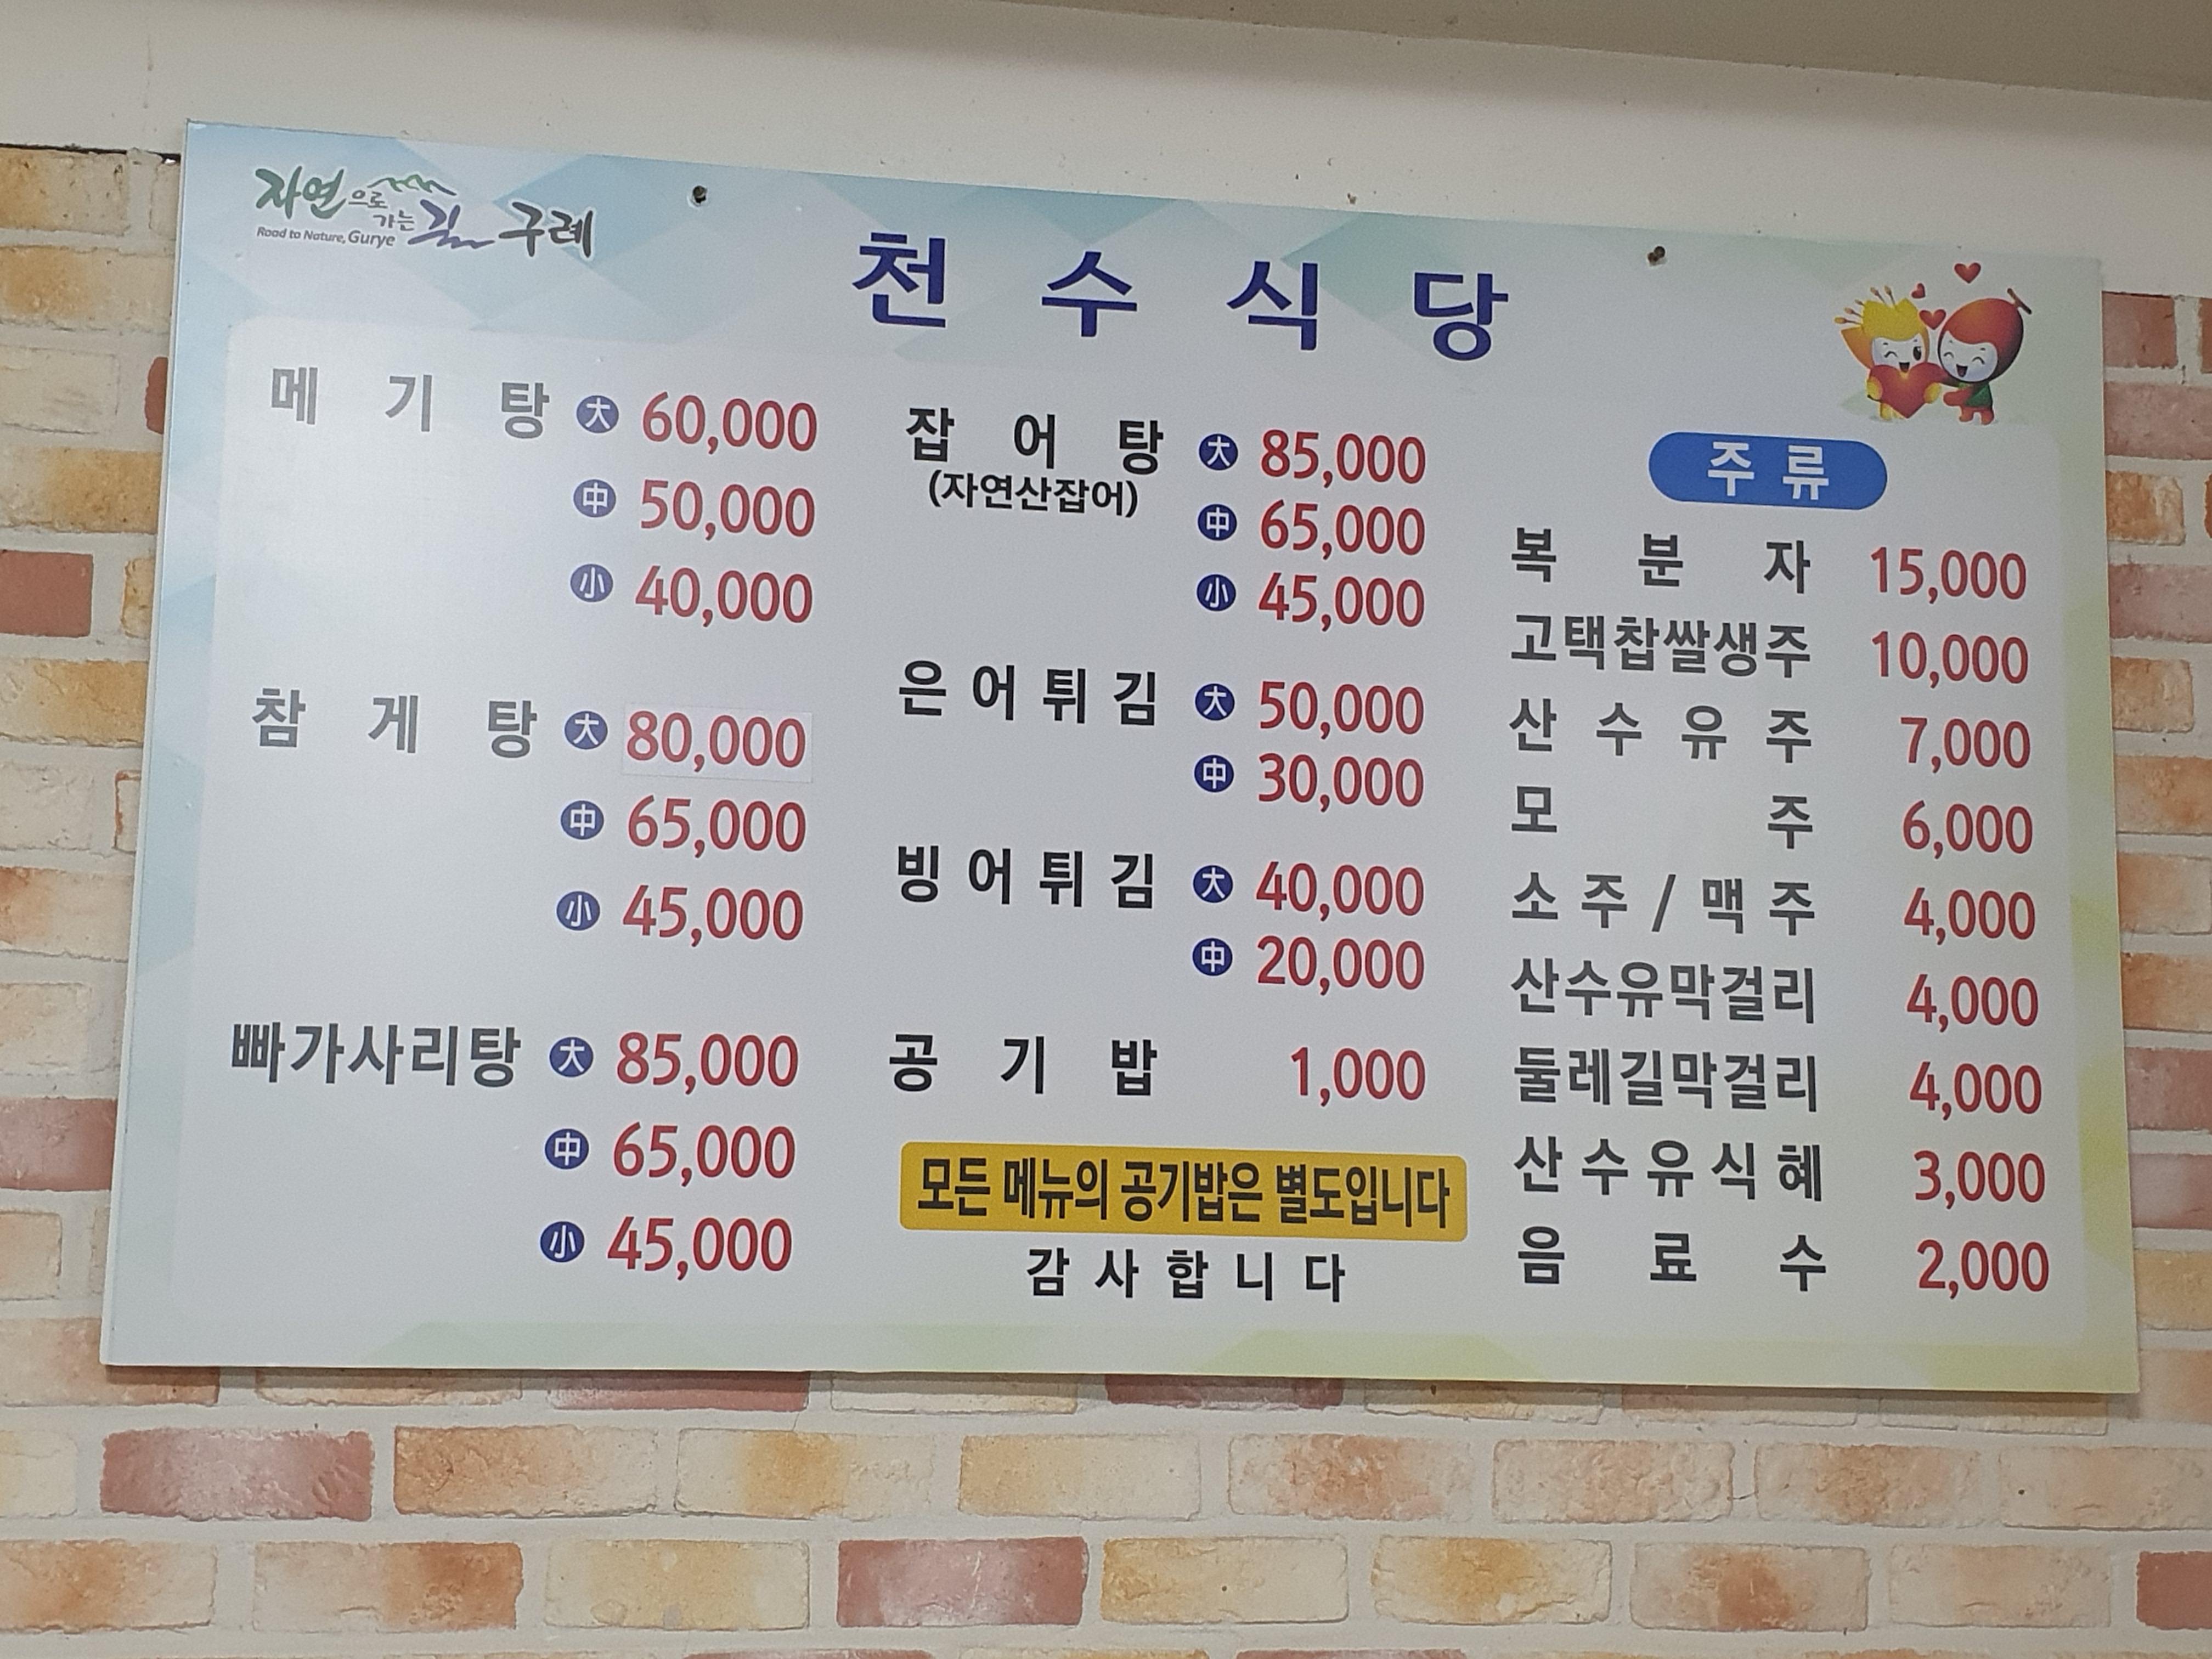 자연으로 가는 길 구례
Road to Nature, Gurye
천수식당
메기탕 大 60,000
中 50,000
小 40,000
참게탕 大 80,000
中 65,000
小 45,000
빠가사리탕 大 85,000
中 65,000
小 45,000
잡어탕 大 85,000
(자연산잡어)
中 65,000
小 45,000
은어튀김 大 50,000
中 30,000
빙어튀김 大 40,000
中 20,000
공기밥 1,000
모든 메뉴의 공기밥은 별도입니다
감사합니다
주류
복분자 15,000
고택찹쌀생주 10,000
산수유주 7,000
모주 6,000
소주/맥주 4,000
산수유막걸리 4,000
둘레길막걸리 4,000
산수유식혜 3,000
음료수 2,000